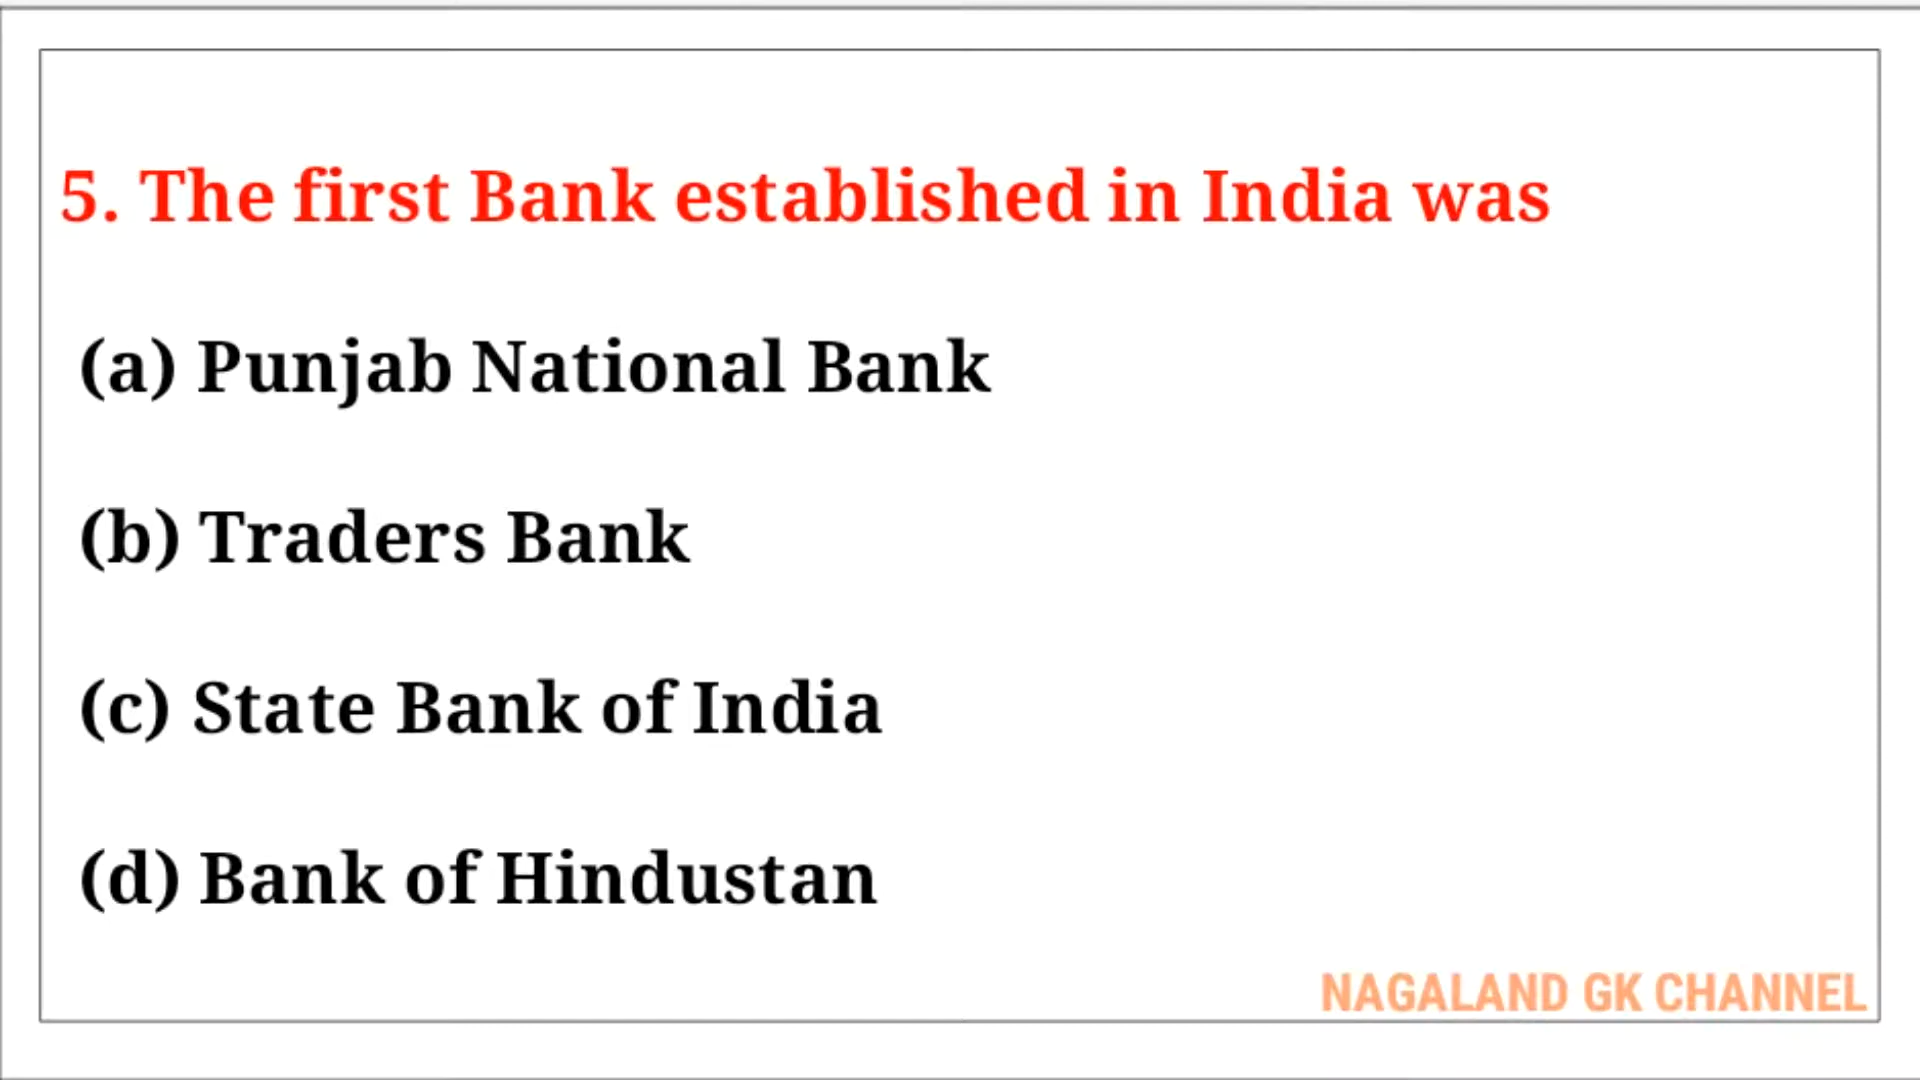 5. The first Bank established in India was
(a) Punjab National Bank
(b) Traders Bank
(c) State Bank of India
(d) Bank of Hindustan
NAGALAND GK CHANNEL